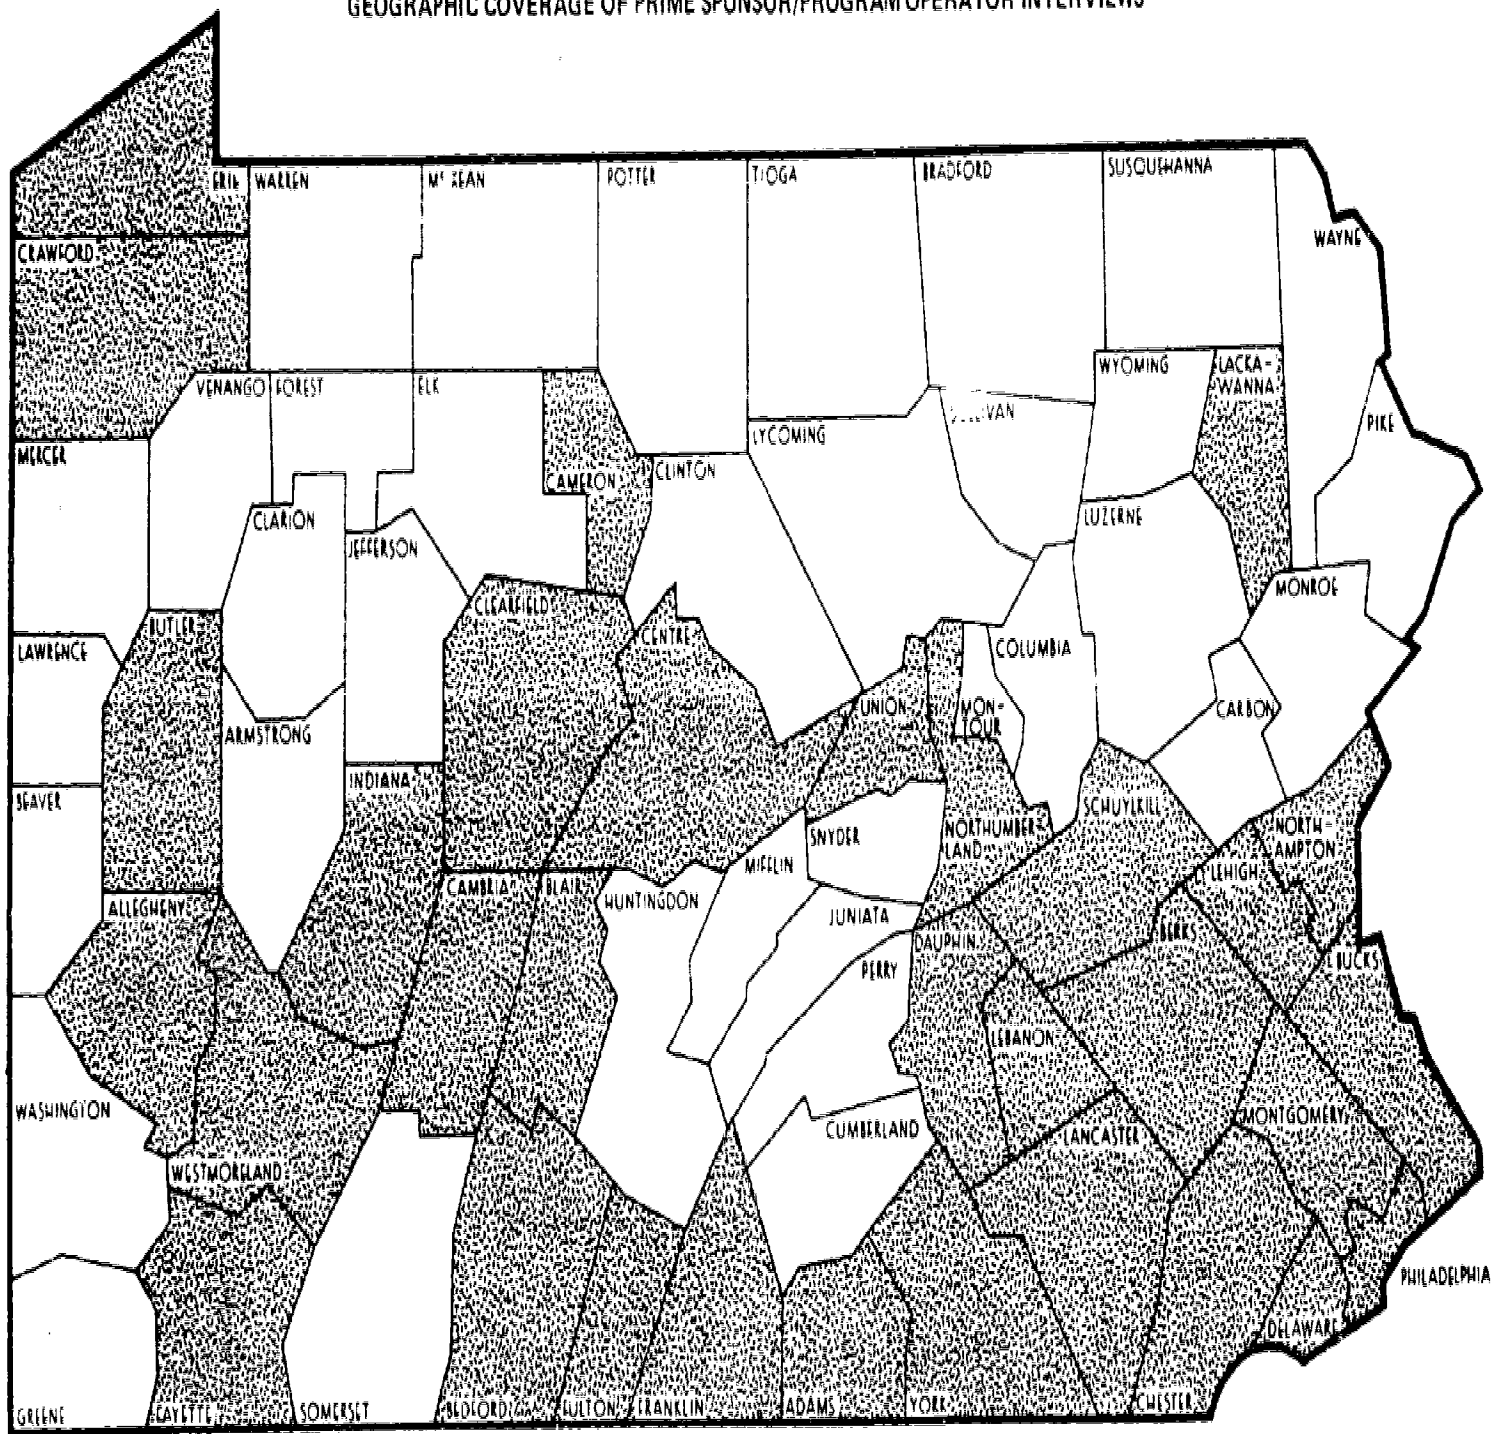 GEOGRAPHIC COVERAGE OF PRIME SPONSOR/PROGRAM OPERATOR INTERVIEWS
ERIE
WARREN
Mc KEAN
POTTER
TIOGA
BRADFORD
SUSQUEHANNA
WAYNE
CRAWFORD
VENANGO
FOREST
ELK
WYOMING
LACKA-
WANNA
PIKE
MERCER
CAMERON
CLINTON
LYCOMING
CLARION
JEFFERSON
LUZERNE
CLEARFIELD
MONROE
LAWRENCE
BUTLER
CENTRE
COLUMBIA
UNION
MON-
TOUR
CARBON
ARMSTRONG
INDIANA
BEAVER
SCHUYLKILL
SNYDER
NORTHUMBER-
LAND
NORTH-
AMPTON
MIFFLIN
LEHIGH
CAMBRIA
BLAIR
HUNTINGDON
ALLEGHENY
JUNIATA
DAUPHIN
BERKS
PERRY
BUCKS
LEBANON
WASHINGTON
CUMBERLAND
LANCASTER
MONTGOMERY
WESTMORELAND
PHILADELPHIA
DELAWARE
GREENE
FAYETTE
SOMERSET
BEDFORD
FULTON
FRANKLIN
ADAMS
YORK
CHESTER